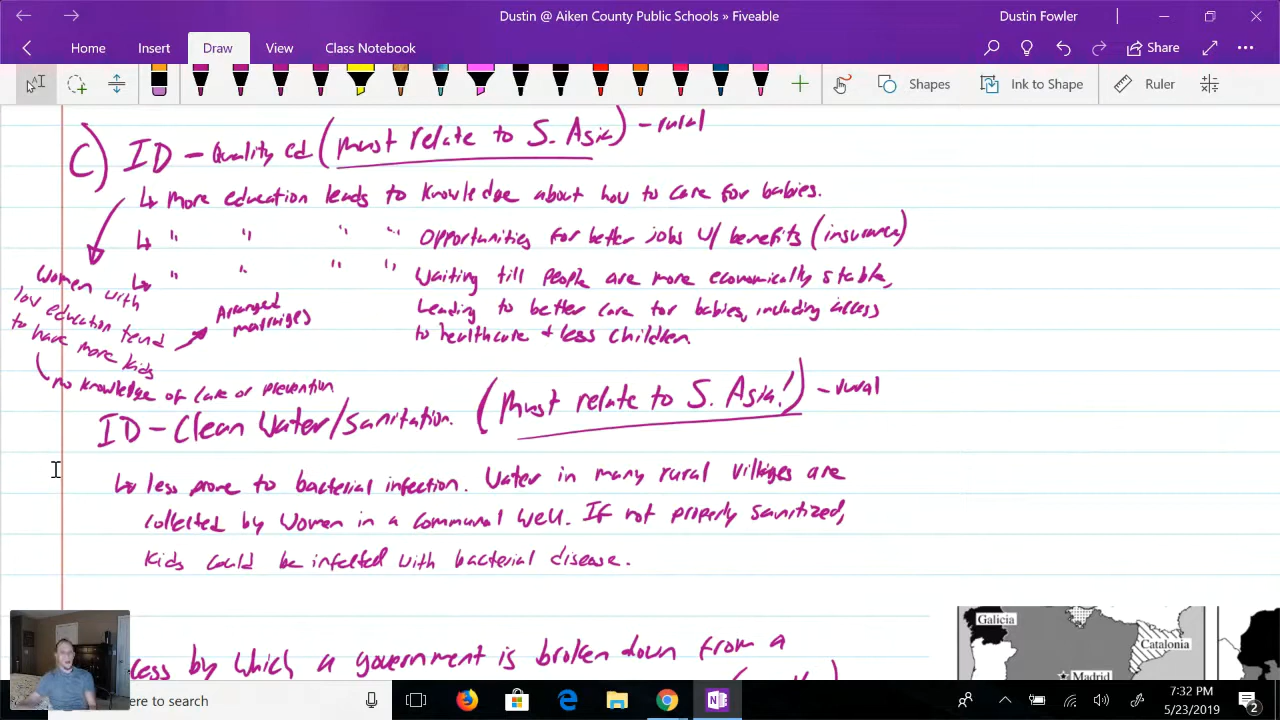 Dustin @ Aiken County Public Schools » Fiveable
Dustin Fowler
Home Insert Draw View Class Notebook
Share
Shapes Ink to Shape Ruler
C) ID - Quality ed (must relate to S. Asia) - rural
↳ More education leads to knowledge about how to care for babies.
↳ " " " " Opportunities for better jobs w/ benefits (insurance)
↳ " " " " Waiting till people are more economically stable,
leading to better care for babies, including access
to healthcare + less children.
Women with
low education tend
to have more kids
Arranged
marraiges
no knowledge of care or prevention
ID - Clean Water/Sanitation. (Must relate to S. Asia!) - rural
↳ less prone to bacterial infection. Water in many rural villiges are
collected by women in a communal well. If not properly sanitized,
kids could be infected with bacterial disease.
cess by which a government is broken down from a
Galicia
Catalonia
Madrid
ere to search
7:32 PM
5/23/2019
2